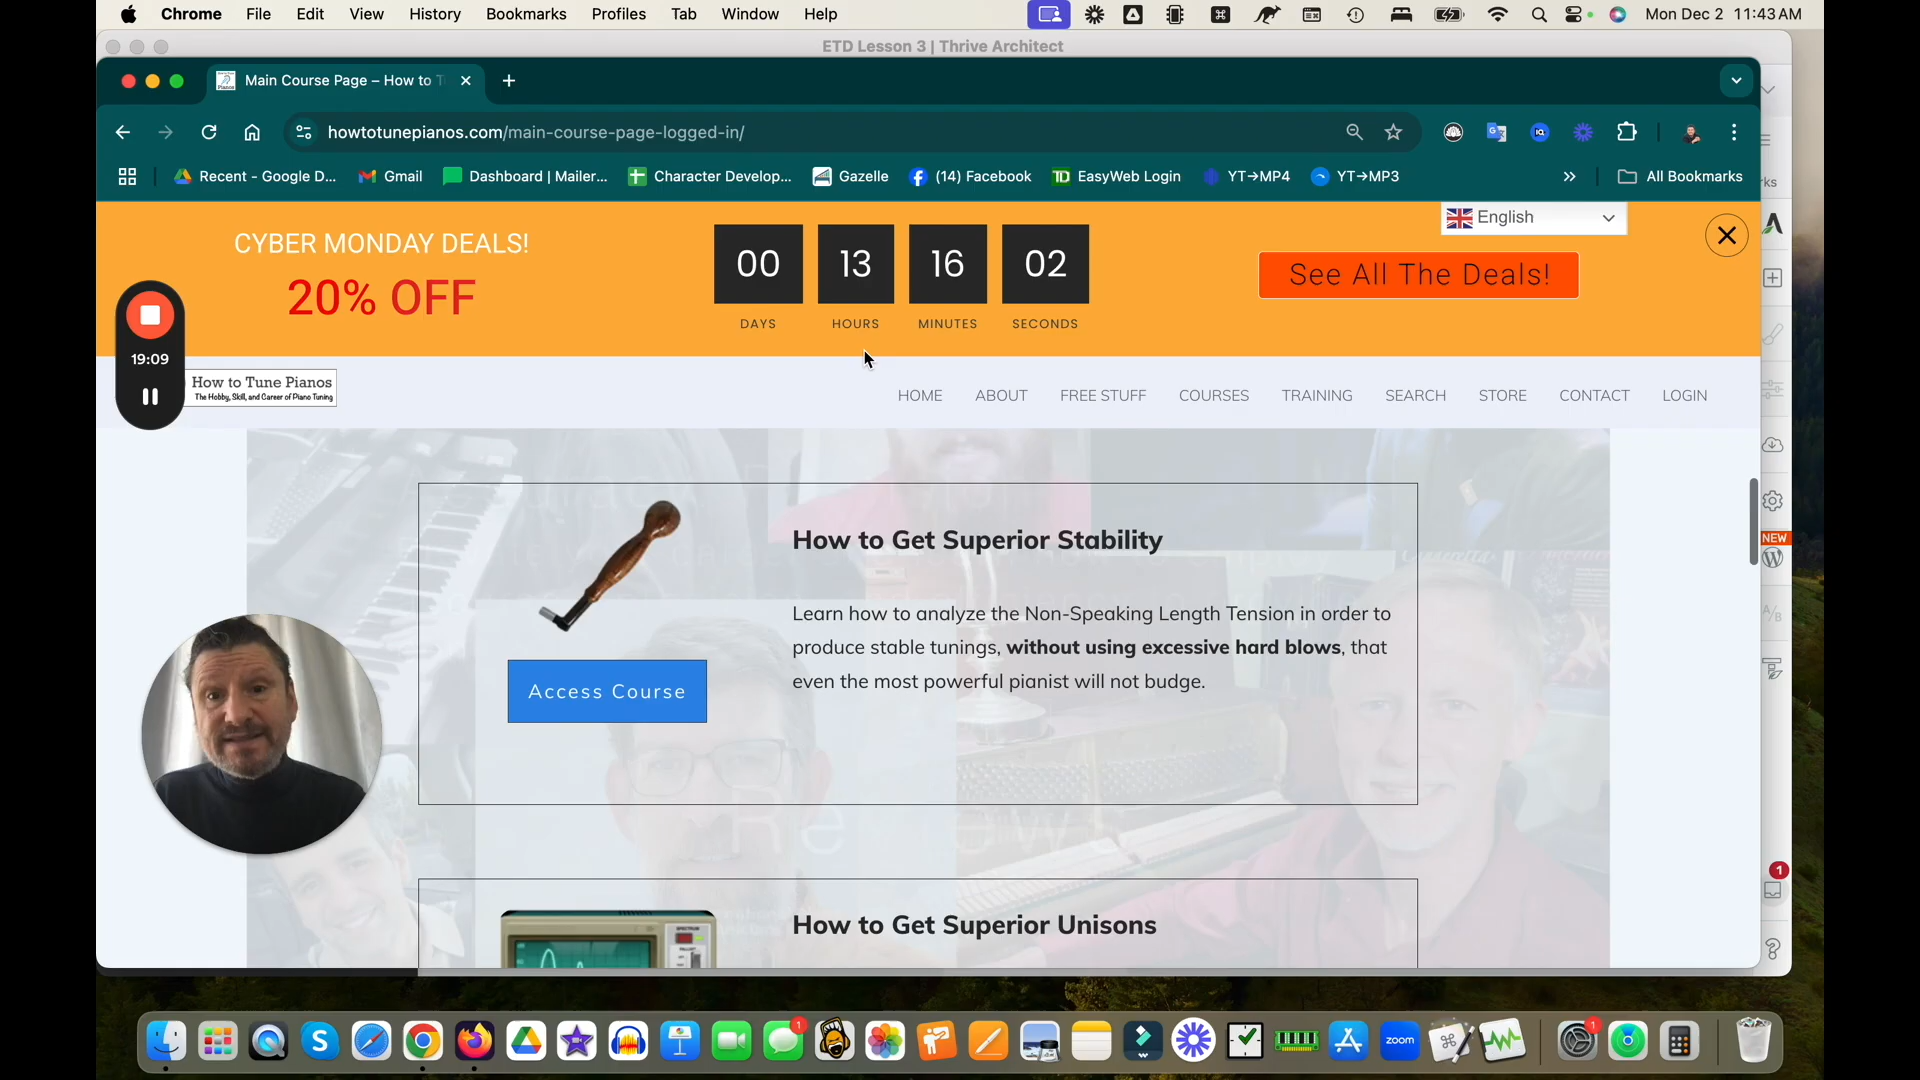 Chrome File Edit View History Bookmarks Profiles Tab Window Help Mon Dec 2 11:43 AM
ETD Lesson 3 | Thrive Architect
Main Course Page – How to T
howtotunepianos.com/main-course-page-logged-in/
Recent - Google D... Gmail Dashboard | Mailer... Character Develop... Gazelle (14) Facebook EasyWeb Login YT→MP4 YT→MP3 » All Bookmarks
English
CYBER MONDAY DEALS!
20% OFF
00 13 16 02
DAYS HOURS MINUTES SECONDS
See All The Deals!
19:09
How to Tune Pianos
The Hobby, Skill, and Career of Piano Tuning
HOME ABOUT FREE STUFF COURSES TRAINING SEARCH STORE CONTACT LOGIN
How to Get Superior Stability
Learn how to analyze the Non-Speaking Length Tension in order to
produce stable tunings, without using excessive hard blows, that
even the most powerful pianist will not budge.
Access Course
How to Get Superior Unisons
NEW
1
1
zoom
1